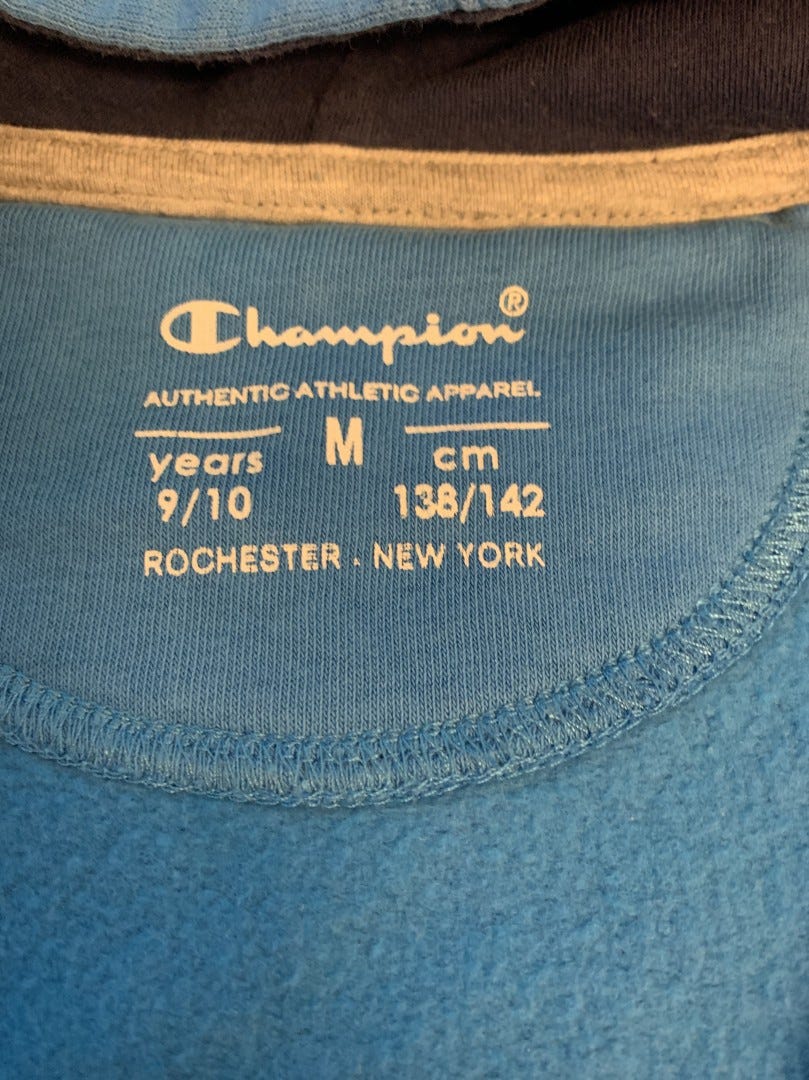 Champion®
AUTHENTIC ATHLETIC APPAREL
years M cm
9/10 138/142
ROCHESTER . NEW YORK